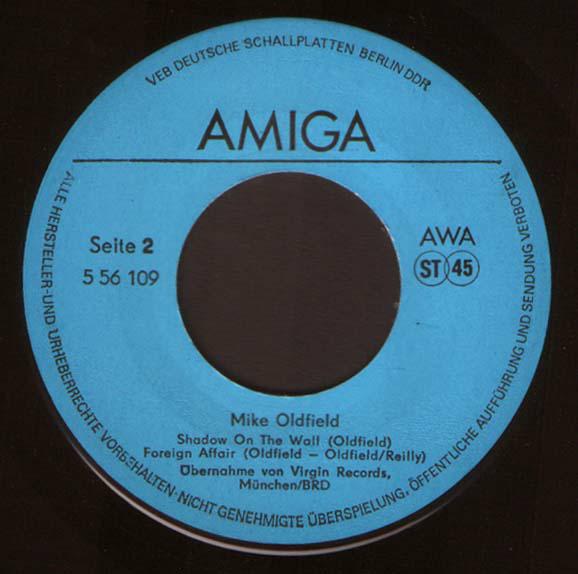 VEB DEUTSCHE SCHALLPLATTEN BERLIN DDR
AMIGA
Seite 2
5 56 109
AWA
ST 45
Mike Oldfield
Shadow On The Wall (Oldfield)
Foreign Affair (Oldfield – Oldfield/Reilly)
Übernahme von Virgin Records,
München/BRD
ALLE HERSTELLER-UND URHEBERRECHTE VORBEHALTEN·NICHT GENEHMIGTE ÜBERSPIELUNG, ÖFFENTLICHE AUFFÜHRUNG UND SENDUNG VERBOTEN